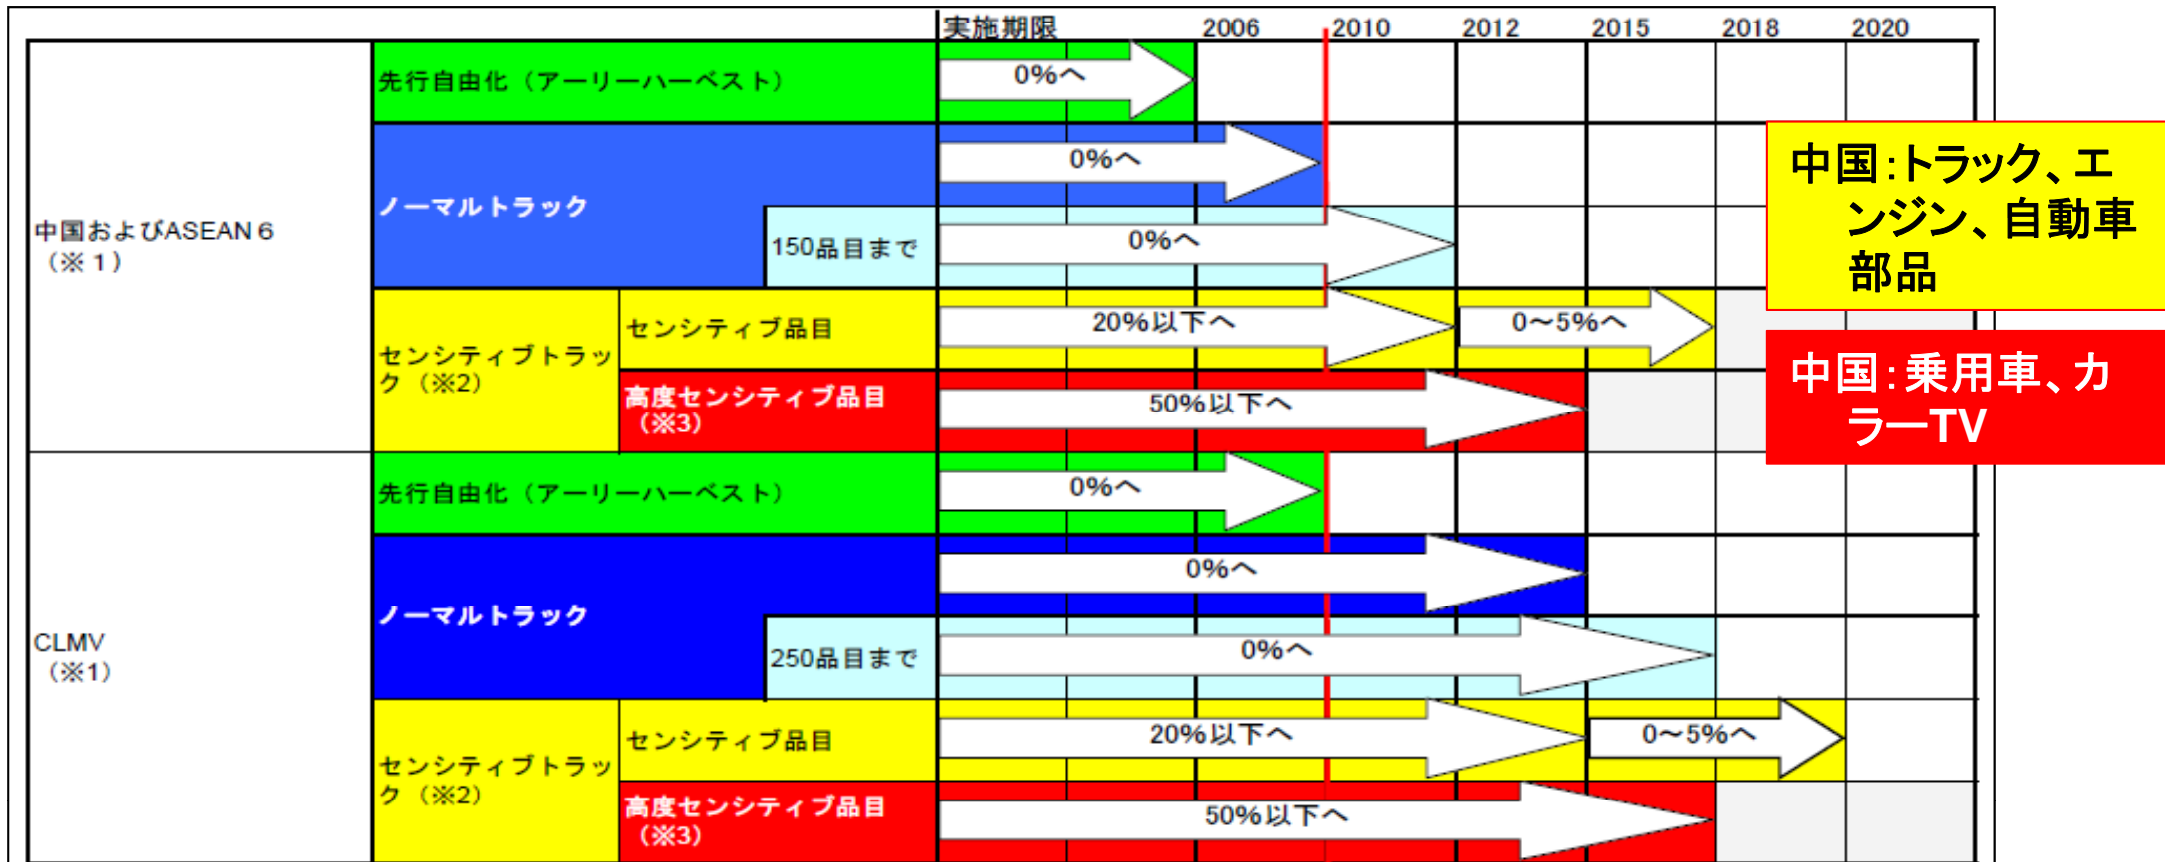 実施期限 2006 2010 2012 2015 2018 2020
中国およびASEAN６
（※１）
先行自由化（アーリーハーベスト）
0%へ
ノーマルトラック
0%へ
150品目まで
0%へ
センシティブトラッ
ク（※2）
センシティブ品目
20%以下へ
0～5%へ
高度センシティブ品目
（※3）
50%以下へ
中国：トラック、エ
ンジン、自動車
部品
中国：乗用車、カ
ラーTV
CLMV
（※1）
先行自由化（アーリーハーベスト）
0%へ
ノーマルトラック
0%へ
250品目まで
0%へ
センシティブトラッ
ク（※2）
センシティブ品目
20%以下へ
0～5%へ
高度センシティブ品目
（※3）
50%以下へ